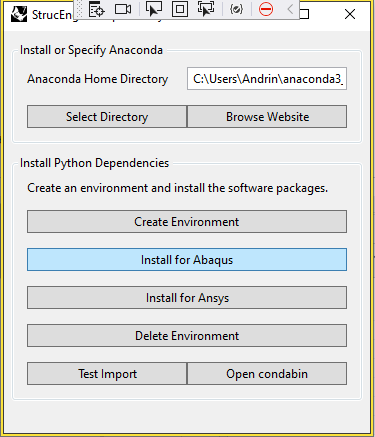 StrucEng
Install or Specify Anaconda
Anaconda Home Directory C:\Users\Andrin\anaconda3_
Select Directory Browse Website
Install Python Dependencies
Create an environment and install the software packages.
Create Environment
Install for Abaqus
Install for Ansys
Delete Environment
Test Import Open condabin